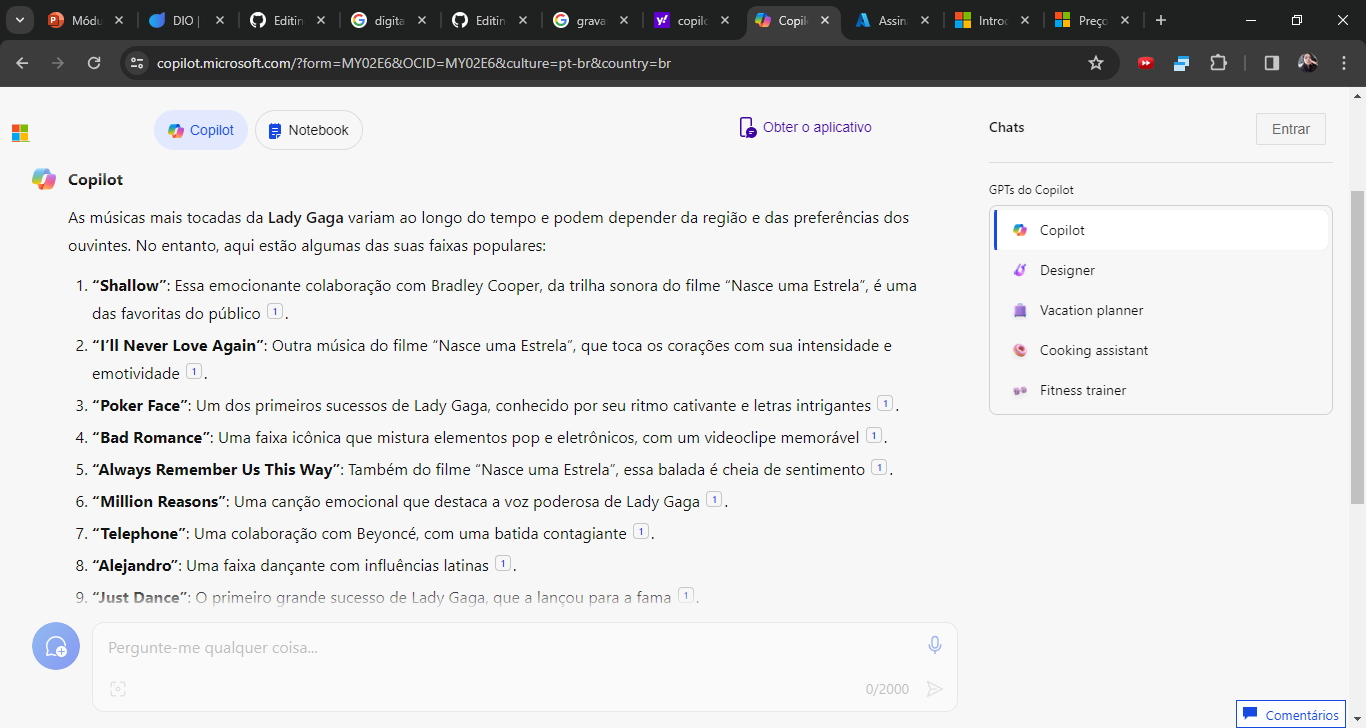 Módu
DIO |
Editin
digita
Editin
grava
copilo
Copil
Assin
Introd
Preço
copilot.microsoft.com/?form=MY02E6&OCID=MY02E6&culture=pt-br&country=br
Copilot
Notebook
Obter o aplicativo
Copilot
As músicas mais tocadas da Lady Gaga variam ao longo do tempo e podem depender da região e das preferências dos
ouvintes. No entanto, aqui estão algumas das suas faixas populares:
1. “Shallow”: Essa emocionante colaboração com Bradley Cooper, da trilha sonora do filme “Nasce uma Estrela”, é uma
das favoritas do público 1.
2. “I’ll Never Love Again”: Outra música do filme “Nasce uma Estrela”, que toca os corações com sua intensidade e
emotividade 1.
3. “Poker Face”: Um dos primeiros sucessos de Lady Gaga, conhecido por seu ritmo cativante e letras intrigantes 1.
4. “Bad Romance”: Uma faixa icônica que mistura elementos pop e eletrônicos, com um videoclipe memorável 1.
5. “Always Remember Us This Way”: Também do filme “Nasce uma Estrela”, essa balada é cheia de sentimento 1.
6. “Million Reasons”: Uma canção emocional que destaca a voz poderosa de Lady Gaga 1.
7. “Telephone”: Uma colaboração com Beyoncé, com uma batida contagiante 1.
8. “Alejandro”: Uma faixa dançante com influências latinas 1.
9. “Just Dance”: O primeiro grande sucesso de Lady Gaga, que a lançou para a fama 1.
Pergunte-me qualquer coisa...
0/2000
Chats
Entrar
GPTs do Copilot
Copilot
Designer
Vacation planner
Cooking assistant
Fitness trainer
Comentários